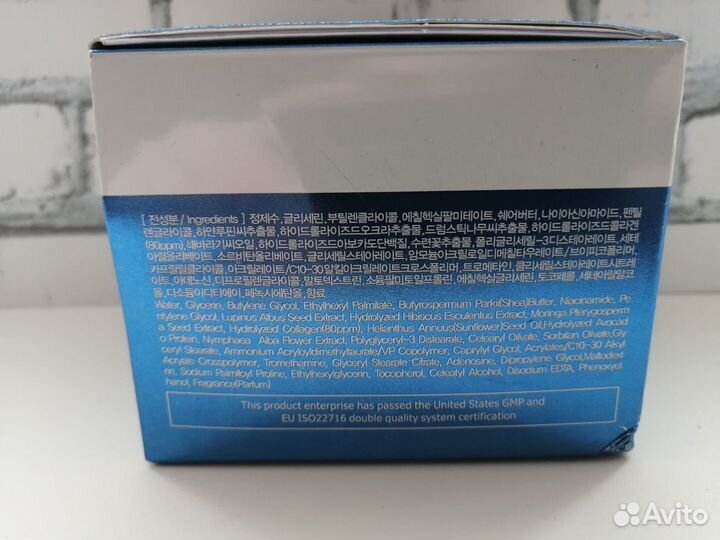 [ 전성분 / Ingredients ] 정제수, 글리세린, 부틸렌글라이콜, 에칠헥실팔미테이트, 쉐어버터, 나이아신아마이드, 펜틸
렌글라이콜, 하얀루핀씨추출물, 하이드롤라이즈드오크라추출물, 드럼스틱나무씨추출물, 하이드롤라이즈드콜라겐
(80ppm), 해바라기씨오일, 하이드롤라이즈드아보카도단백질, 수련꽃추출물, 폴리글리세릴-3디스테아레이트, 세테
아릴올리베이트, 소르비탄올리베이트, 글리세릴스테아레이트, 암모늄아크릴로일디메칠타우레이트/브이피코폴리머,
카프릴릴글라이콜, 아크릴레이트/C10-30알킬아크릴레이트크로스폴리머, 트로메타민, 글리세릴스테아레이트시트레
이트, 아데노신, 디프로필렌글라이콜, 말토덱스트린, 소듐팔미토일프롤린, 에칠헥실글리세린, 토코페롤, 세테아릴알코
올, 디소듐이디티에이, 페녹시에탄올, 향료
Water, Glycerin, Butylene Glycol, Ethylhexyl Palmitate, Butyrospermum Parkii(Shea)Butter, Niacinamide, Pe
ntylene Glycol, Lupinus Albus Seed Extract, Hydrolyzed Hibiscus Esculentus Extract, Moringa Pterygosperm
a Seed Extract, Hydrolyzed Collagen(80ppm), Helianthus Annuus(Sunflower)Seed Oil,Hydrolyzed Avocad
o Protein, Nymphaea Alba Flower Extract, Polyglyceryl-3 Distearate, Cetearyl Olivate, Sorbitan Olivate,Gly
ceryl Stearate, Ammonium Acryloyldimethyltaurate/VP Copolymer, Caprylyl Glycol, Acrylates/C10-30 Alkyl
Acrylate Crosspolymer, Tromethamine, Glyceryl Stearate Citrate, Adenosine, Dipropylene Glycol,Maltodext
rin, Sodium Palmitoyl Proline, Ethylhexylglycerin, Tocopherol, Cetearyl Alcohol, Disodium EDTA, Phenoxyet
hanol, Fragrance(Parfum)
This product enterprise has passed the United States GMP and
EU ISO22716 double quality system certification
Avito